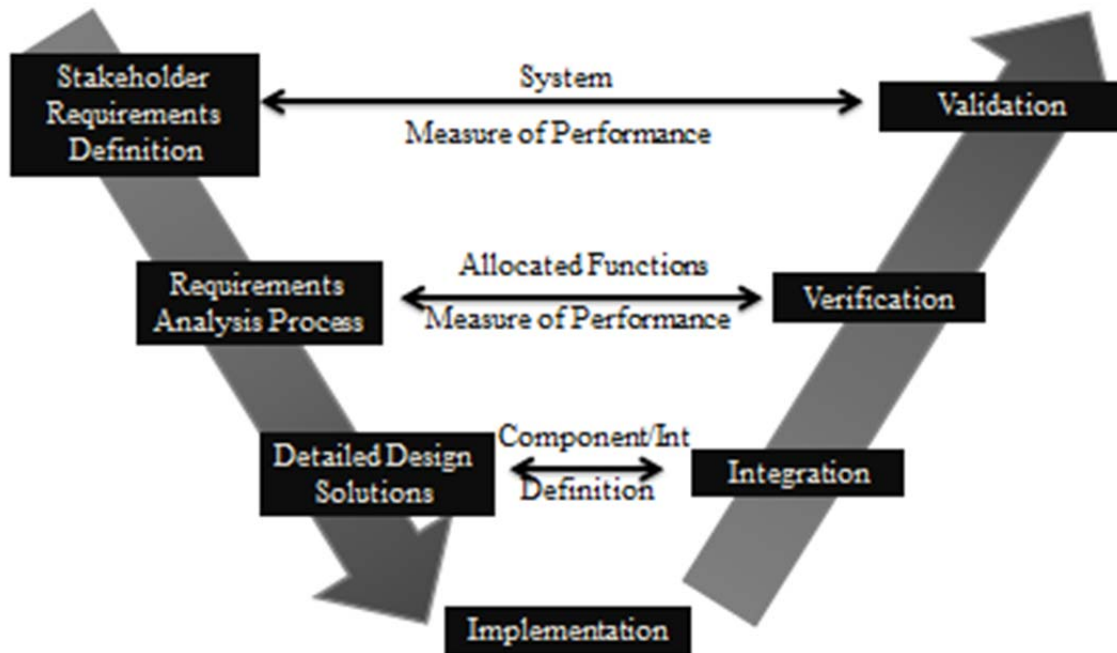 Stakeholder
Requirements
Definition
System
Measure of Performance
Validation
Requirements
Analysis Process
Allocated Functions
Measure of Performance
Verification
Detailed Design
Solutions
Component/Int
Definition
Integration
Implementation